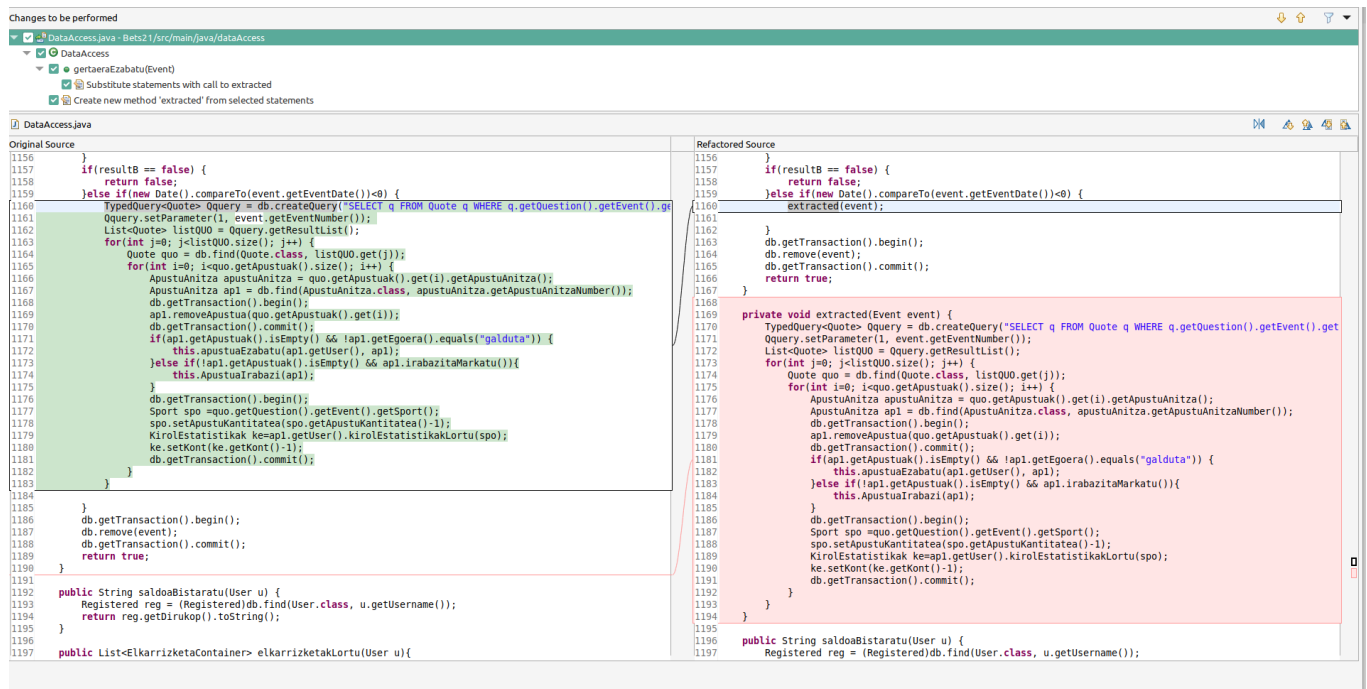 Changes to be performed
DataAccess.java - Bets21/src/main/java/dataAccess
DataAccess
gertaeraEzabatu(Event)
Substitute statements with call to extracted
Create new method 'extracted' from selected statements
DataAccess.java
Original Source
1156 }
1157 if(resultB == false) {
1158 return false;
1159 }else if(new Date().compareTo(event.getEventDate())<0) {
1160 TypedQuery<Quote> Qquery = db.createQuery("SELECT q FROM Quote q WHERE q.getQuestion().getEvent().ge
1161 Qquery.setParameter(1, event.getEventNumber());
1162 List<Quote> listQUO = Qquery.getResultList();
1163 for(int j=0; j<listQUO.size(); j++) {
1164 Quote quo = db.find(Quote.class, listQUO.get(j));
1165 for(int i=0; i<quo.getApustuak().size(); i++) {
1166 ApustuAnitza apustuAnitza = quo.getApustuak().get(i).getApustuAnitza();
1167 ApustuAnitza ap1 = db.find(ApustuAnitza.class, apustuAnitza.getApustuAnitzaNumber());
1168 db.getTransaction().begin();
1169 ap1.removeApustua(quo.getApustuak().get(i));
1170 db.getTransaction().commit();
1171 if(ap1.getApustuak().isEmpty() && !ap1.getEgoera().equals("galduta")) {
1172 this.apustuaEzabatu(ap1.getUser(), ap1);
1173 }else if(!ap1.getApustuak().isEmpty() && ap1.irabazitaMarkatu()){
1174 this.ApustuaIrabazi(ap1);
1175 }
1176 db.getTransaction().begin();
1177 Sport spo =quo.getQuestion().getEvent().getSport();
1178 spo.setApustuKantitatea(spo.getApustuKantitatea()-1);
1179 KirolEstatistikak ke=ap1.getUser().kirolEstatistikakLortu(spo);
1180 ke.setKont(ke.getKont()-1);
1181 db.getTransaction().commit();
1182 }
1183 }
1184
1185 }
1186 db.getTransaction().begin();
1187 db.remove(event);
1188 db.getTransaction().commit();
1189 return true;
1190 }
1191
1192 public String saldoaBistaratu(User u) {
1193 Registered reg = (Registered)db.find(User.class, u.getUsername());
1194 return reg.getDirukop().toString();
1195 }
1196
1197 public List<ElkarrizketaContainer> elkarrizketakLortu(User u){
Refactored Source
1156 }
1157 if(resultB == false) {
1158 return false;
1159 }else if(new Date().compareTo(event.getEventDate())<0) {
1160 extracted(event);
1161
1162 }
1163 db.getTransaction().begin();
1164 db.remove(event);
1165 db.getTransaction().commit();
1166 return true;
1167 }
1168
1169 private void extracted(Event event) {
1170 TypedQuery<Quote> Qquery = db.createQuery("SELECT q FROM Quote q WHERE q.getQuestion().getEvent().get
1171 Qquery.setParameter(1, event.getEventNumber());
1172 List<Quote> listQUO = Qquery.getResultList();
1173 for(int j=0; j<listQUO.size(); j++) {
1174 Quote quo = db.find(Quote.class, listQUO.get(j));
1175 for(int i=0; i<quo.getApustuak().size(); i++) {
1176 ApustuAnitza apustuAnitza = quo.getApustuak().get(i).getApustuAnitza();
1177 ApustuAnitza ap1 = db.find(ApustuAnitza.class, apustuAnitza.getApustuAnitzaNumber());
1178 db.getTransaction().begin();
1179 ap1.removeApustua(quo.getApustuak().get(i));
1180 db.getTransaction().commit();
1181 if(ap1.getApustuak().isEmpty() && !ap1.getEgoera().equals("galduta")) {
1182 this.apustuaEzabatu(ap1.getUser(), ap1);
1183 }else if(!ap1.getApustuak().isEmpty() && ap1.irabazitaMarkatu()){
1184 this.ApustuaIrabazi(ap1);
1185 }
1186 db.getTransaction().begin();
1187 Sport spo =quo.getQuestion().getEvent().getSport();
1188 spo.setApustuKantitatea(spo.getApustuKantitatea()-1);
1189 KirolEstatistikak ke=ap1.getUser().kirolEstatistikakLortu(spo);
1190 ke.setKont(ke.getKont()-1);
1191 db.getTransaction().commit();
1192 }
1193 }
1194 }
1195
1196 public String saldoaBistaratu(User u) {
1197 Registered reg = (Registered)db.find(User.class, u.getUsername());